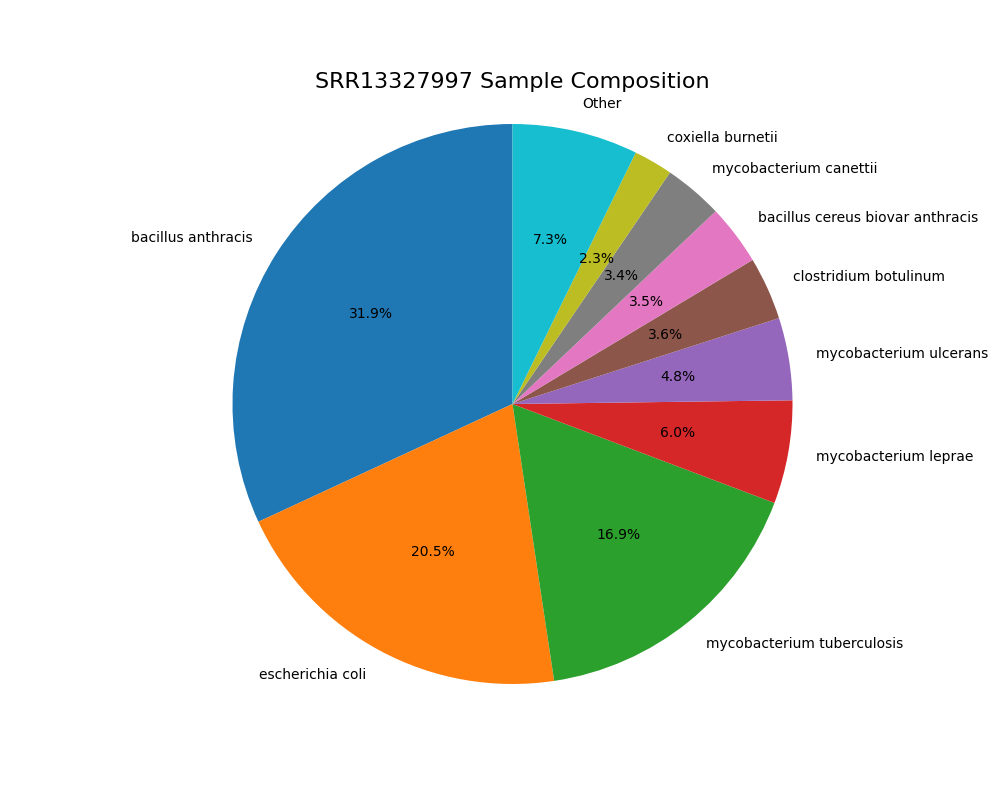 SRR13327997 Sample Composition
Other
coxiella burnetii
mycobacterium canettii
bacillus cereus biovar anthracis
bacillus anthracis
clostridium botulinum
mycobacterium ulcerans
mycobacterium leprae
mycobacterium tuberculosis
escherichia coli
7.3%
2.3%
3.4%
3.5%
31.9%
3.6%
4.8%
6.0%
16.9%
20.5%